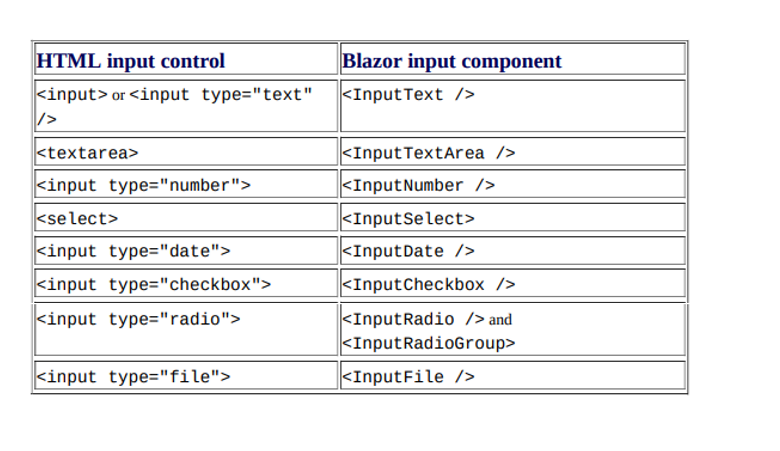 HTML input control Blazor input component
<input> or <input type="text" <InputText />
/>
<textarea> <InputTextArea />
<input type="number"> <InputNumber />
<select> <InputSelect>
<input type="date"> <InputDate />
<input type="checkbox"> <InputCheckbox />
<input type="radio"> <InputRadio /> and
<InputRadioGroup>
<input type="file"> <InputFile />